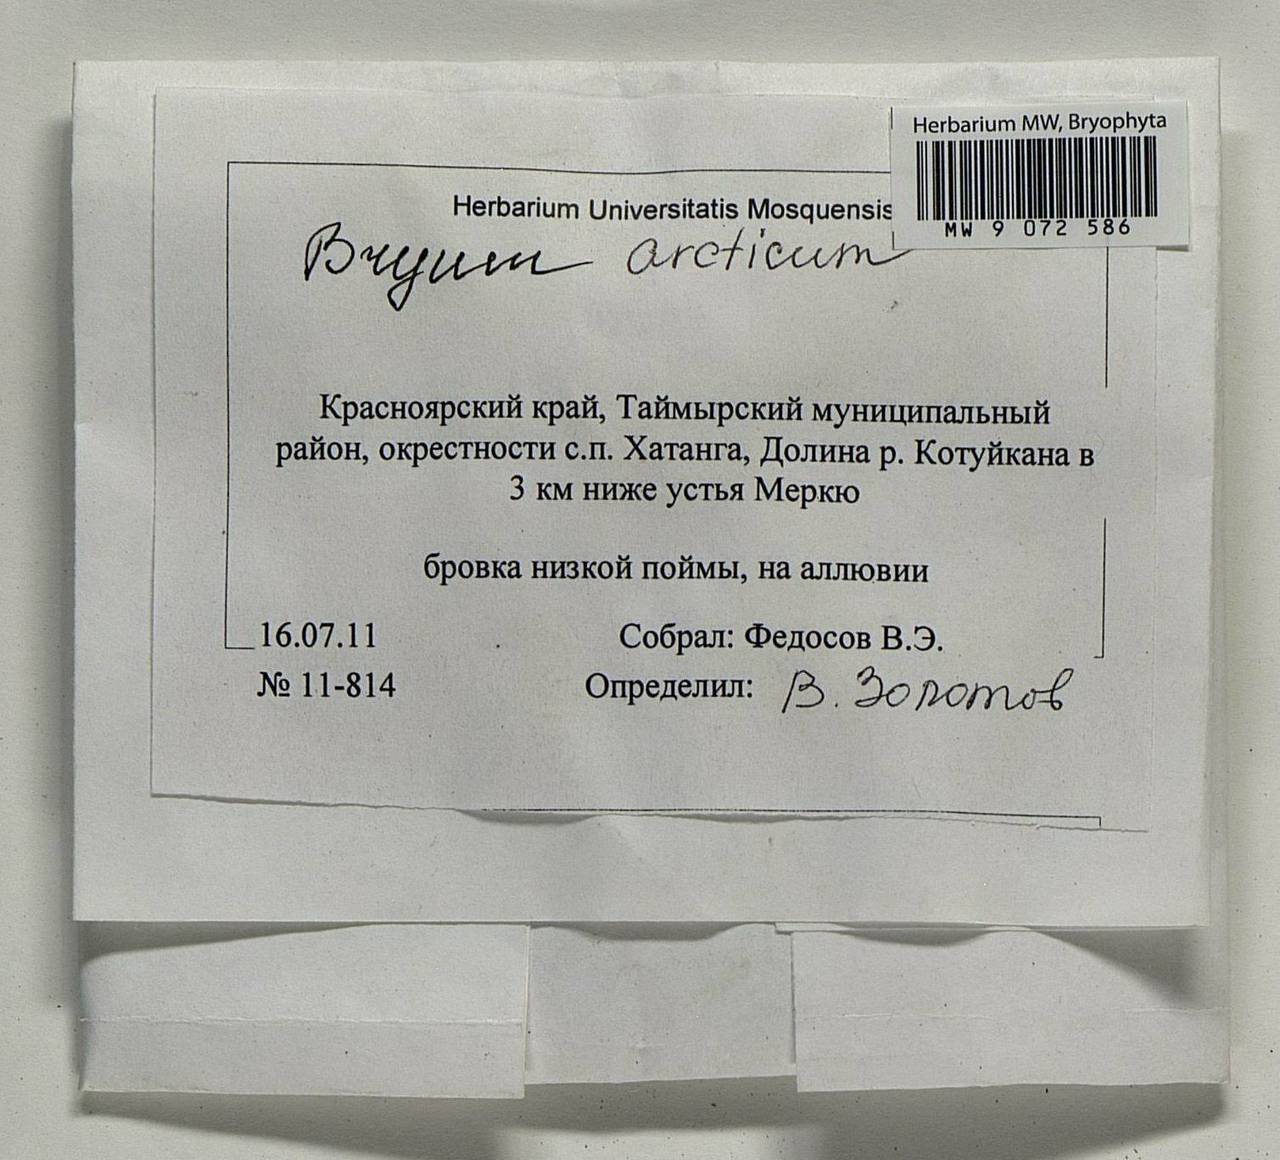 Herbarium MW, Bryophyta
MW 9 072 586
Herbarium Universitatis Mosquensis
Bryum arcticum
Красноярский край, Таймырский муниципальный
район, окрестности с.п. Хатанга, Долина р. Котуйкана в
3 км ниже устья Меркю
бровка низкой поймы, на аллювии
16.07.11 Собрал: Федосов В.Э.
№ 11-814 Определил: В. Золотов